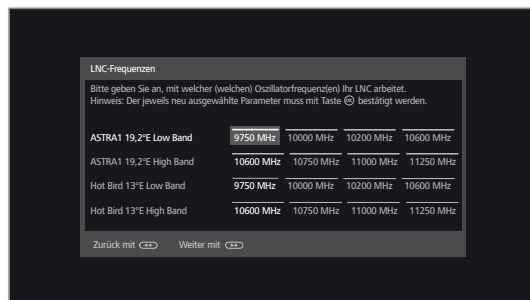 LNC-Frequenzen
Bitte geben Sie an, mit welcher (welchen) Oszillatorfrequenz(en) Ihr LNC arbeitet.
Hinweis: Der jeweils neu ausgewählte Parameter muss mit Taste OK bestätigt werden.
ASTRA1 19,2°E Low Band 9750 MHz 10000 MHz 10200 MHz 10600 MHz
ASTRA1 19,2°E High Band 10600 MHz 10750 MHz 11000 MHz 11250 MHz
Hot Bird 13°E Low Band 9750 MHz 10000 MHz 10200 MHz 10600 MHz
Hot Bird 13°E High Band 10600 MHz 10750 MHz 11000 MHz 11250 MHz
Zurück mit Weiter mit